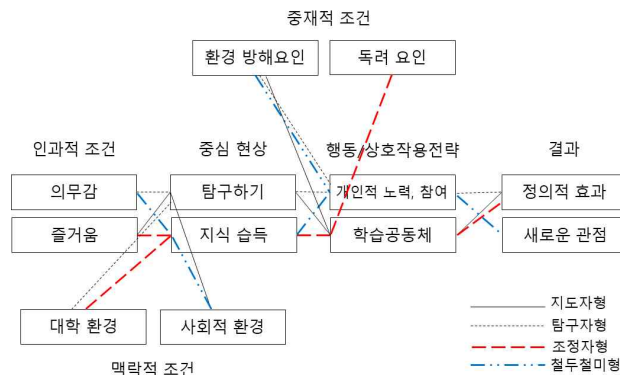 중재적 조건
환경 방해요인
독려 요인
인과적 조건
중심 현상
행동/상호작용전략
결과
의무감
탐구하기
개인적 노력, 참여
정의적 효과
즐거움
지식 습득
학습공동체
새로운 관점
대학 환경
사회적 환경
맥락적 조건
지도자형
탐구자형
조정자형
철두철미형